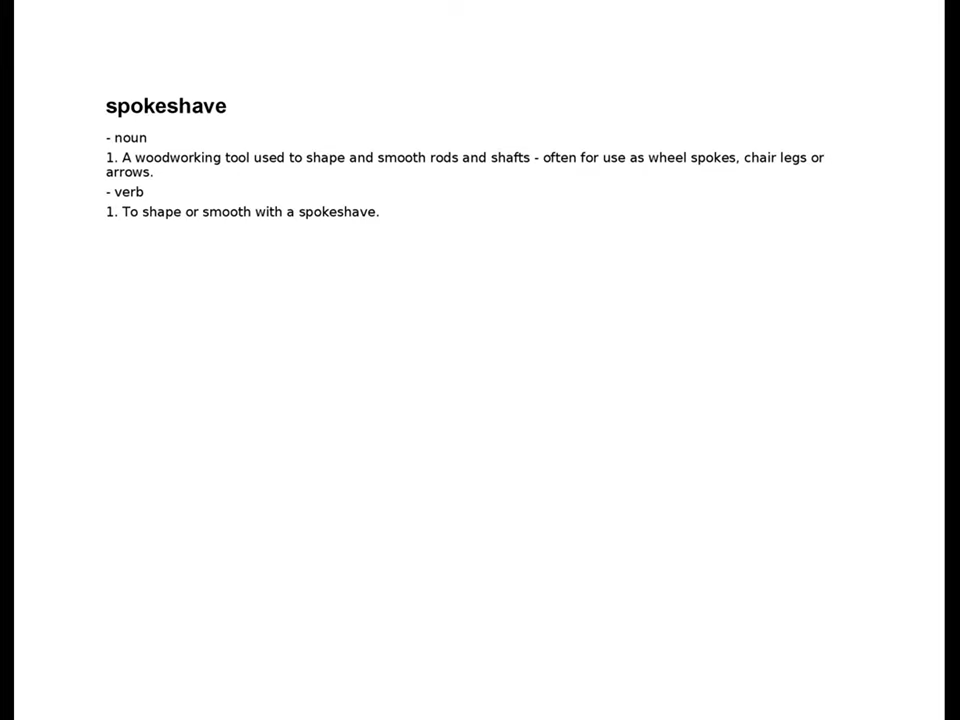 spokeshave
- noun
1. A woodworking tool used to shape and smooth rods and shafts - often for use as wheel spokes, chair legs or
arrows.
- verb
1. To shape or smooth with a spokeshave.